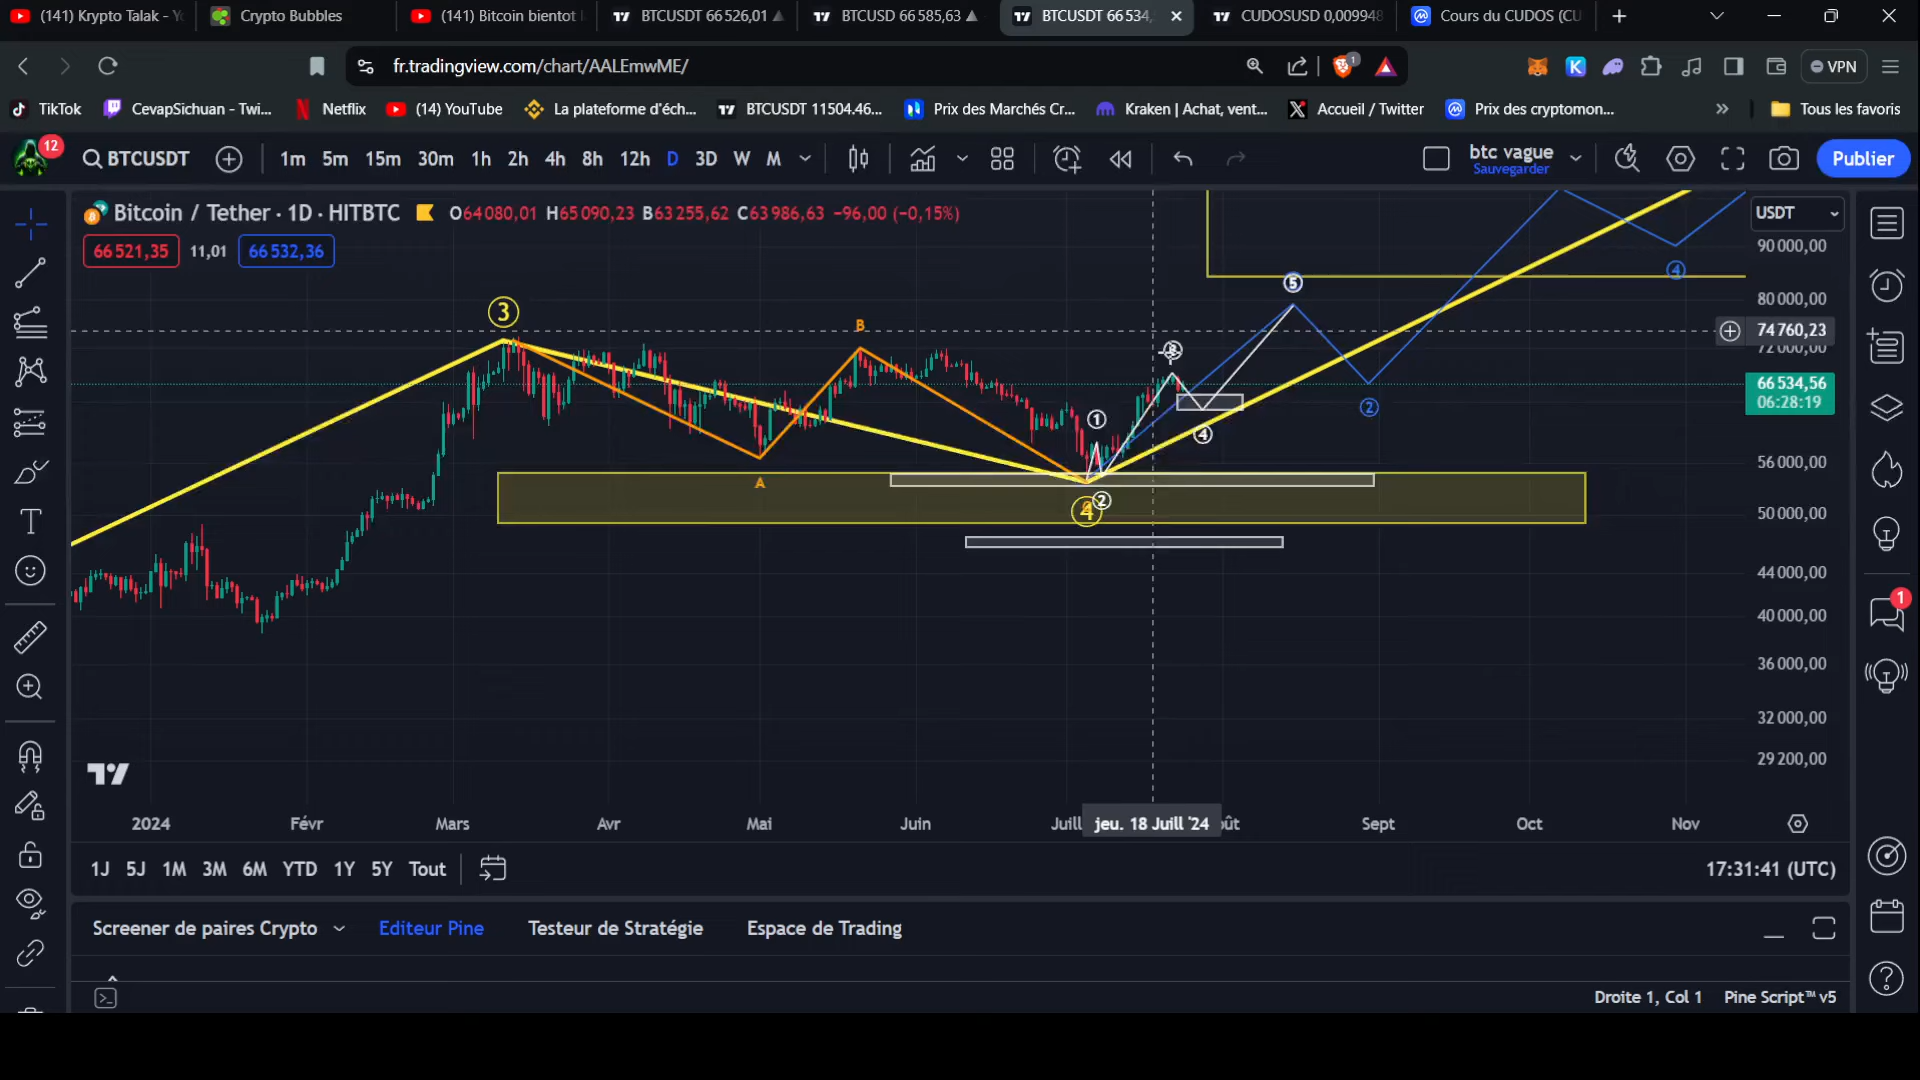 (141) Krypto Talak - Y
Crypto Bubbles
(141) Bitcoin bientot
BTCUSDT 66 526,01
BTCUSD 66 585,63
BTCUSDT 66 534,
CUDOSUSD 0,009948
Cours du CUDOS (CU
fr.tradingview.com/chart/AALEmwME/
1
VPN
TikTok
CevapSichuan - Twi...
Netflix
(14) YouTube
La plateforme d'éch...
BTCUSDT 11504.46...
Prix des Marchés Cr...
Kraken | Achat, vent...
Accueil / Twitter
Prix des cryptomon...
»
Tous les favoris
12
BTCUSDT
1m 5m 15m 30m 1h 2h 4h 8h 12h D 3D W M
btc vague
Sauvegarder
Publier
Bitcoin / Tether · 1D · HITBTC
O64 080,01 H65 090,23 B63 255,62 C63 986,63 −96,00 (−0,15%)
USDT
66 521,35
11,01
66 532,36
90 000,00
4
5
80 000,00
3
B
74 760,23
72 000,00
66 534,56
06:28:19
2
1
4
56 000,00
A
2
4
50 000,00
44 000,00
40 000,00
36 000,00
32 000,00
29 200,00
1
2024 Févr Mars Avr Mai Juin Juill jeu. 18 Juill '24 oût Sept Oct Nov
1J 5J 1M 3M 6M YTD 1Y 5Y Tout
17:31:41 (UTC)
Screener de paires Crypto
Editeur Pine
Testeur de Stratégie
Espace de Trading
Droite 1, Col 1
Pine Script™ v5